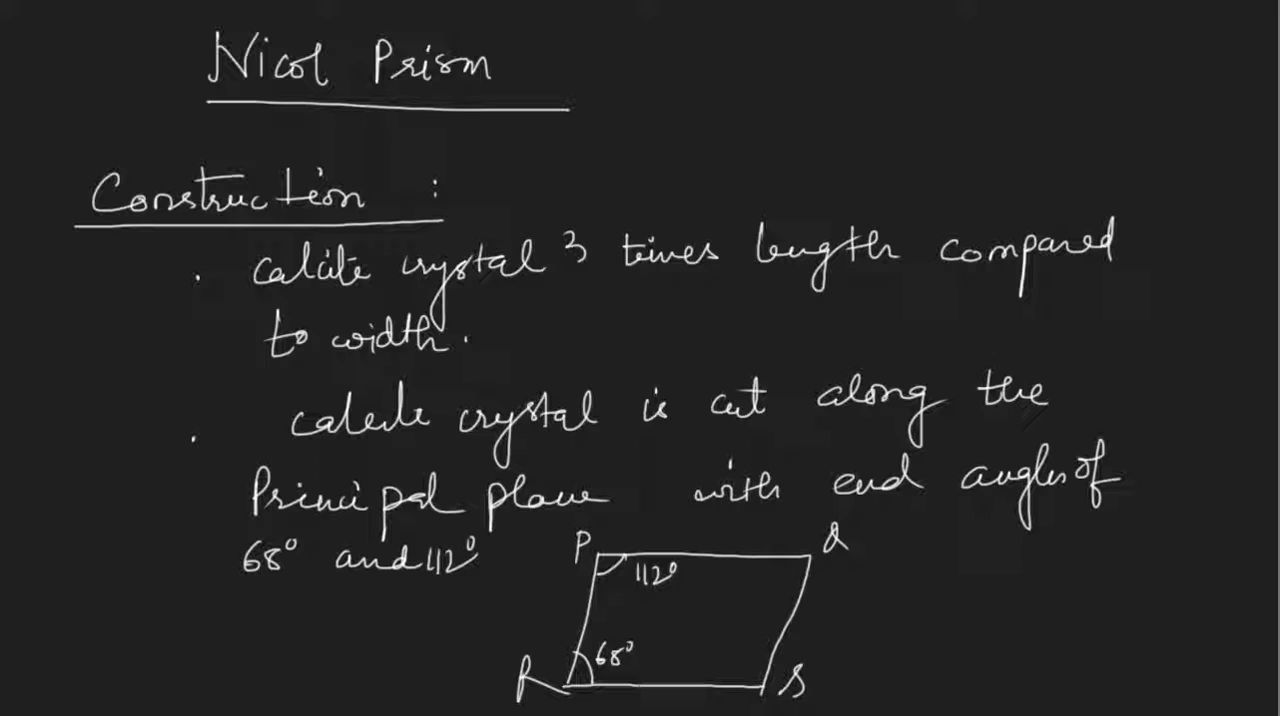 Nicol Prism
Construction :
. calcite crystal 3 times length compared
to width.
. calcite crystal is cut along the
Principal plane with end angles of
68° and 112°
P Q
112°
68°
R S